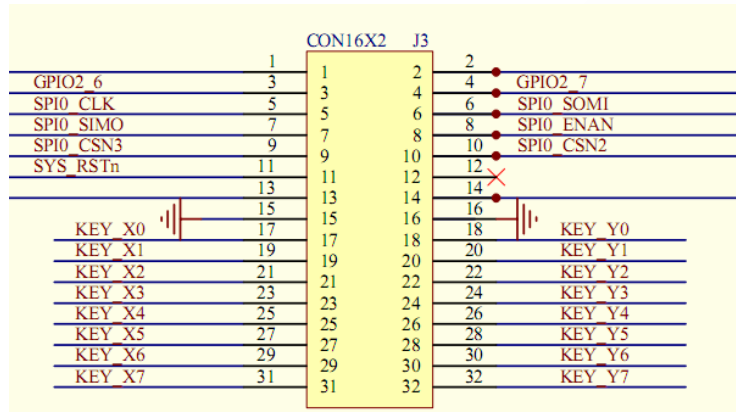 CON16X2 J3
1 1 2 2
GPIO2_6 3 3 4 4 GPIO2_7
SPI0_CLK 5 5 6 6 SPI0_SOMI
SPI0_SIMO 7 7 8 8 SPI0_ENAN
SPI0_CSN3 9 9 10 10 SPI0_CSN2
SYS_RSTn 11 11 12 12
13 13 14 14
15 15 16 16
KEY_X0 17 17 18 18 KEY_Y0
KEY_X1 19 19 20 20 KEY_Y1
KEY_X2 21 21 22 22 KEY_Y2
KEY_X3 23 23 24 24 KEY_Y3
KEY_X4 25 25 26 26 KEY_Y4
KEY_X5 27 27 28 28 KEY_Y5
KEY_X6 29 29 30 30 KEY_Y6
KEY_X7 31 31 32 32 KEY_Y7